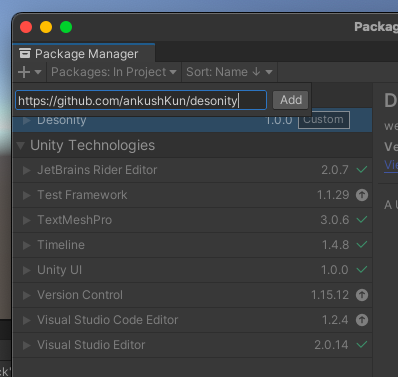 Packag
Package Manager
+ Packages: In Project Sort: Name ↓
https://github.com/ankushKun/desonity Add
Desonity 1.0.0 Custom
Unity Technologies
JetBrains Rider Editor 2.0.7
Test Framework 1.1.29
TextMeshPro 3.0.6
Timeline 1.4.8
Unity UI 1.0.0
Version Control 1.15.12
Visual Studio Code Editor 1.2.4
Visual Studio Editor 2.0.14
D
we
Ve
Vie
A U